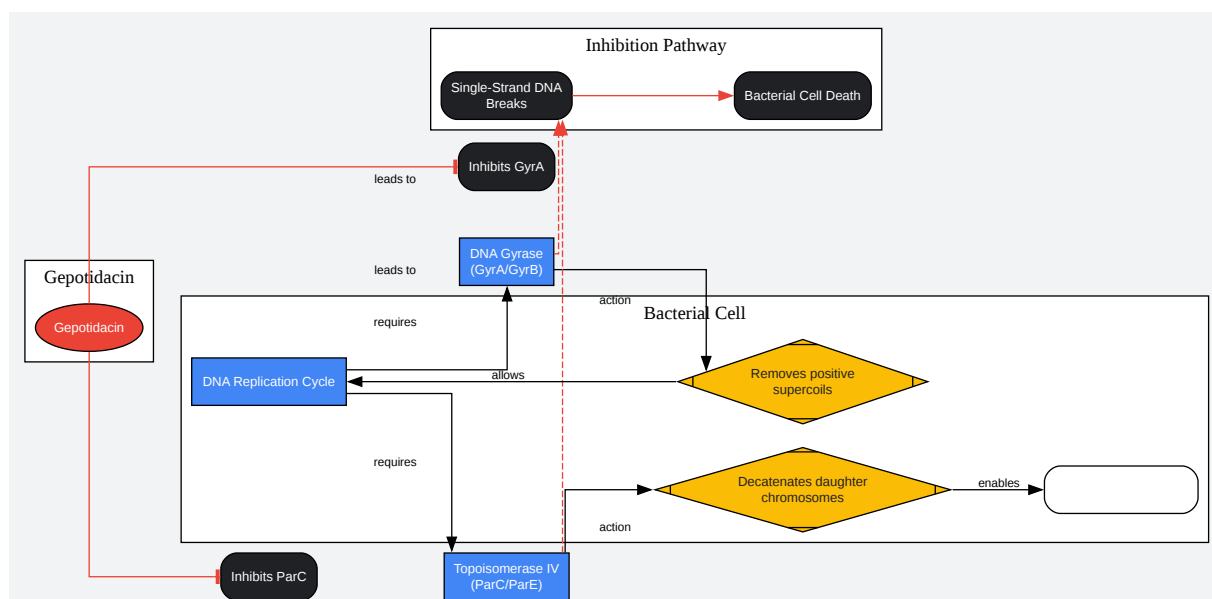 Inhibition Pathway
Single-Strand DNA
Breaks
Bacterial Cell Death
Inhibits GyrA
leads to
DNA Gyrase
(GyrA/GyrB)
leads to
Gepotidacin
Gepotidacin
action
Bacterial Cell
requires
DNA Replication Cycle
allows
Removes positive
supercoils
requires
Decatenates daughter
chromosomes
enables
action
Inhibits ParC
Topoisomerase IV
(ParC/ParE)